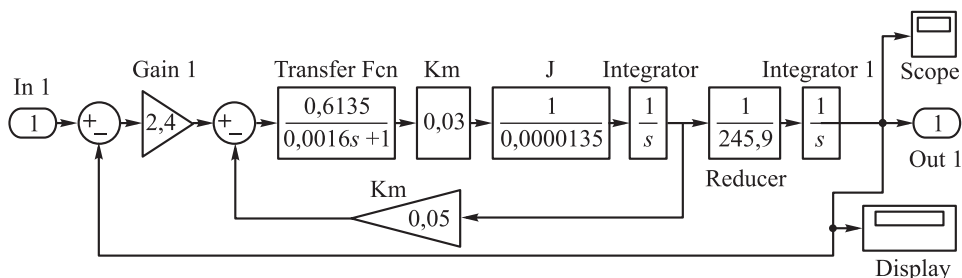 In 1
1
+
−
Gain 1
2,4
+
−
Transfer Fcn
0,6135
0,0016s +1
Km
0,03
J
1
0,0000135
Integrator
1
s
1
245,9
Reducer
Integrator 1
1
s
Scope
1
Out 1
Km
0,05
Display